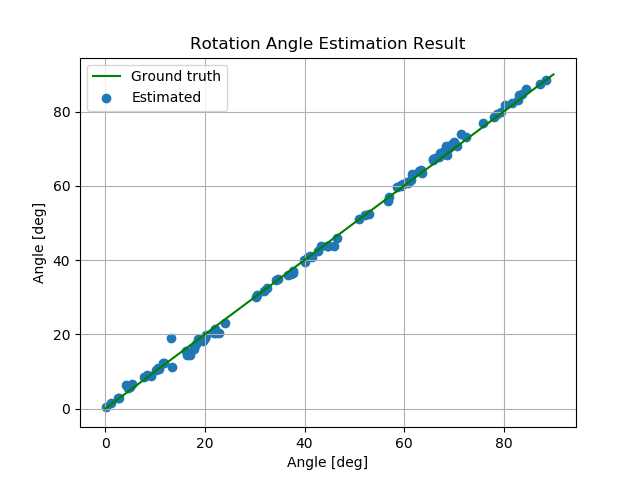 Rotation Angle Estimation Result
Ground truth
Estimated
80
60
40
20
0
Angle [deg]
0 20 40 60 80
Angle [deg]